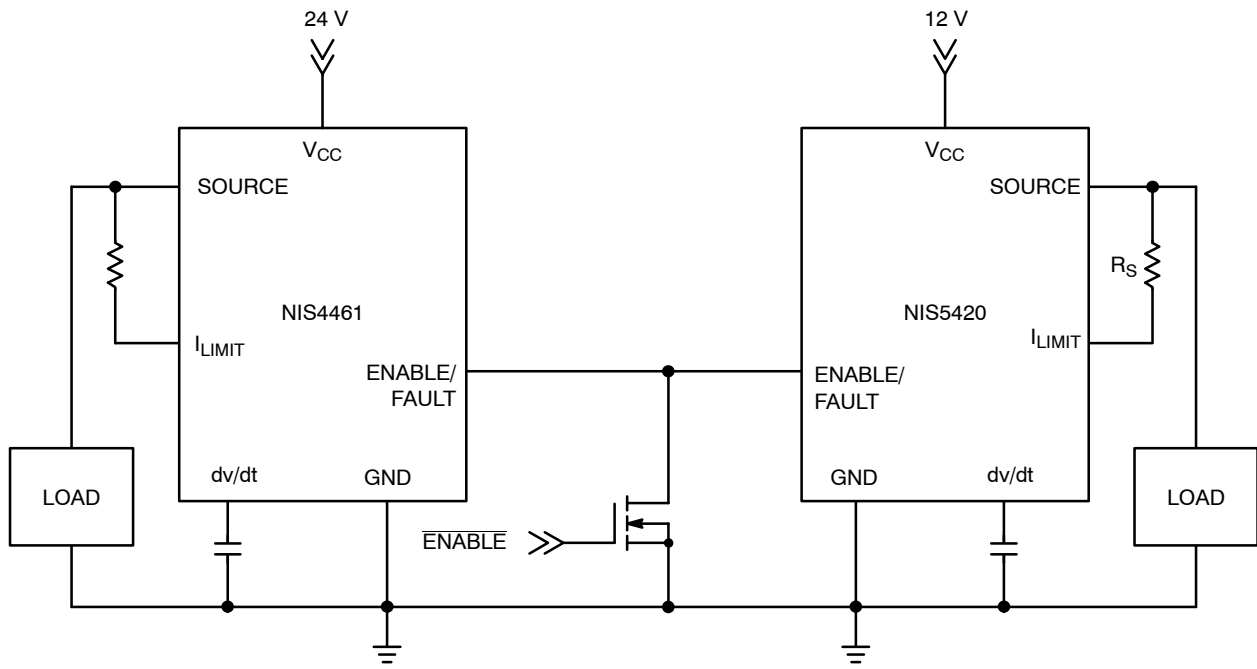 24 V
12 V
VCC
VCC
SOURCE
SOURCE
RS
NIS4461
NIS5420
ILIMIT
ILIMIT
ENABLE/
FAULT
ENABLE/
FAULT
dv/dt
GND
GND
dv/dt
LOAD
LOAD
ENABLE